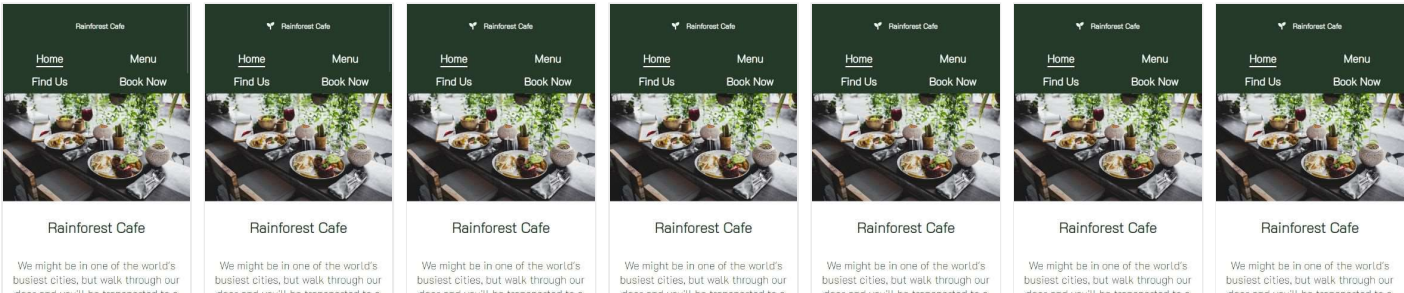 Rainforest Cafe
Home Menu
Find Us Book Now
Rainforest Cafe
We might be in one of the world's
busiest cities, but walk through our
Rainforest Cafe
Home Menu
Find Us Book Now
Rainforest Cafe
We might be in one of the world's
busiest cities, but walk through our
Rainforest Cafe
Home Menu
Find Us Book Now
Rainforest Cafe
We might be in one of the world's
busiest cities, but walk through our
Rainforest Cafe
Home Menu
Find Us Book Now
Rainforest Cafe
We might be in one of the world's
busiest cities, but walk through our
Rainforest Cafe
Home Menu
Find Us Book Now
Rainforest Cafe
We might be in one of the world's
busiest cities, but walk through our
Rainforest Cafe
Home Menu
Find Us Book Now
Rainforest Cafe
We might be in one of the world's
busiest cities, but walk through our
Rainforest Cafe
Home Menu
Find Us Book Now
Rainforest Cafe
We might be in one of the world's
busiest cities, but walk through our